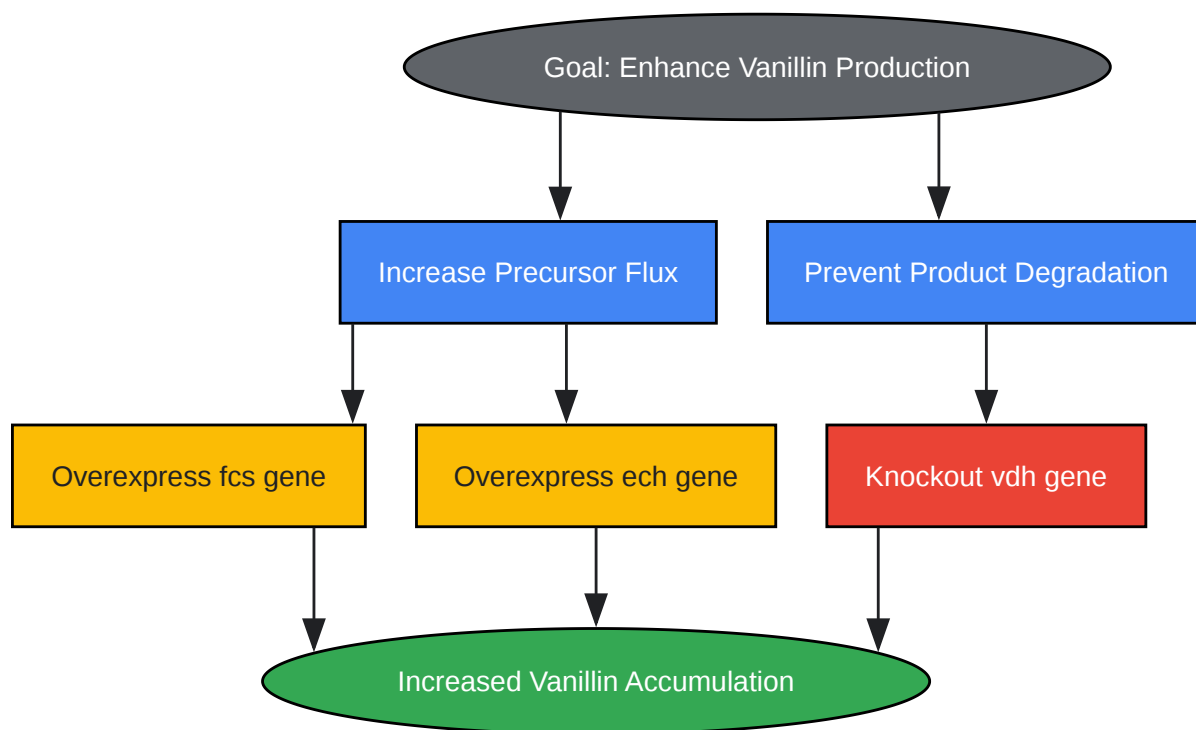 Goal: Enhance Vanillin Production
Increase Precursor Flux
Prevent Product Degradation
Overexpress fcs gene
Overexpress ech gene
Knockout vdh gene
Increased Vanillin Accumulation